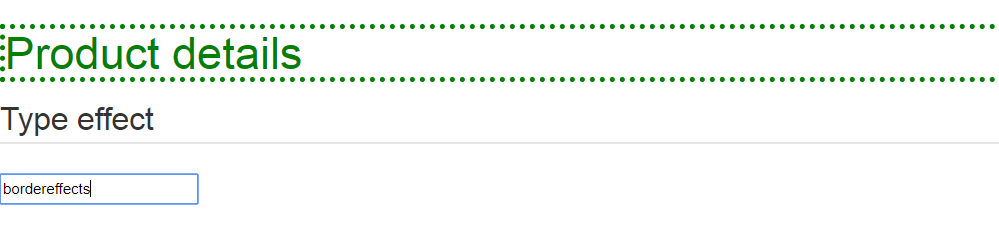 Product details
Type effect
bordereffects